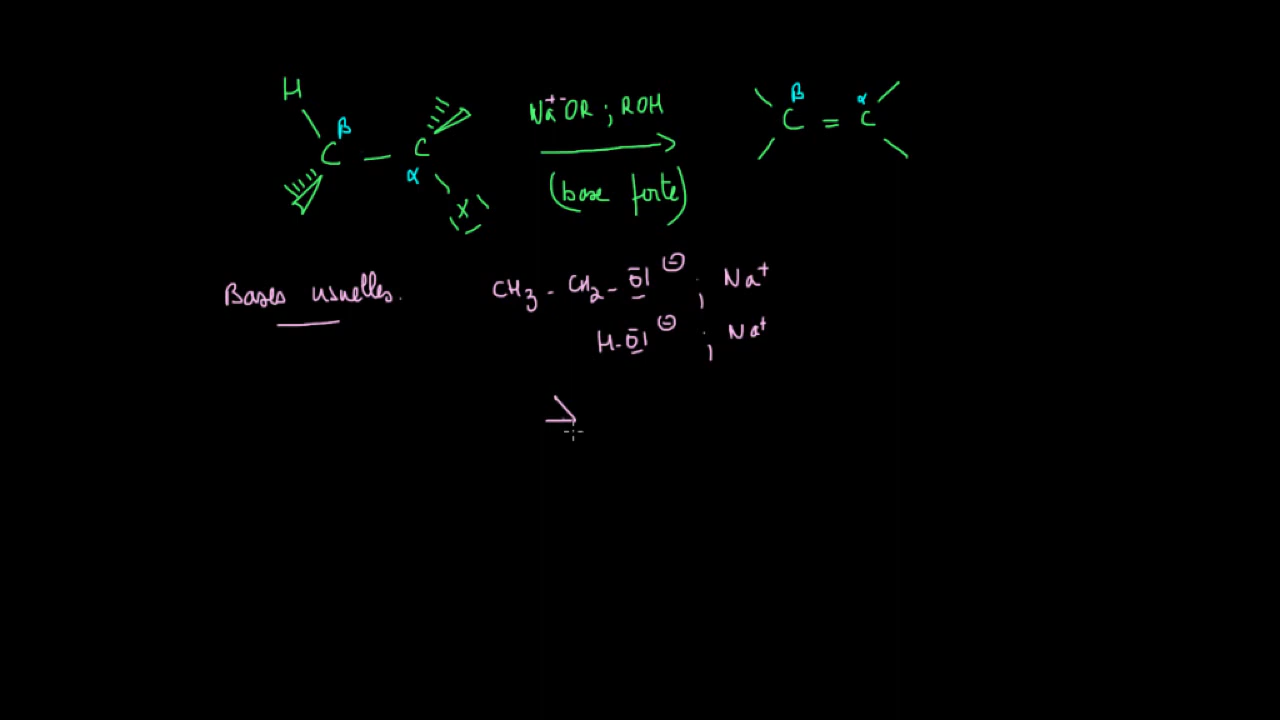 H
β C — C α X
Na⁺ ⁻OR ; ROH
(base forte)
β α
C = C
Bases usuelles. CH₃ - CH₂ - O̅| ⊖ ; Na⁺
H - O̅| ⊖ ; Na⁺